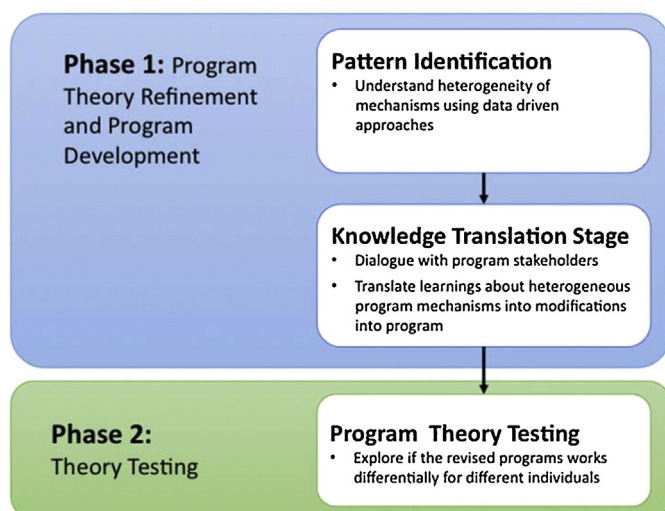 Phase 1: Program
Theory Refinement
and Program
Development
Pattern Identification
• Understand heterogeneity of
mechanisms using data driven
approaches
Knowledge Translation Stage
• Dialogue with program stakeholders
• Translate learnings about heterogeneous
program mechanisms into modifications
into program
Phase 2:
Theory Testing
Program Theory Testing
• Explore if the revised programs works
differentially for different individuals